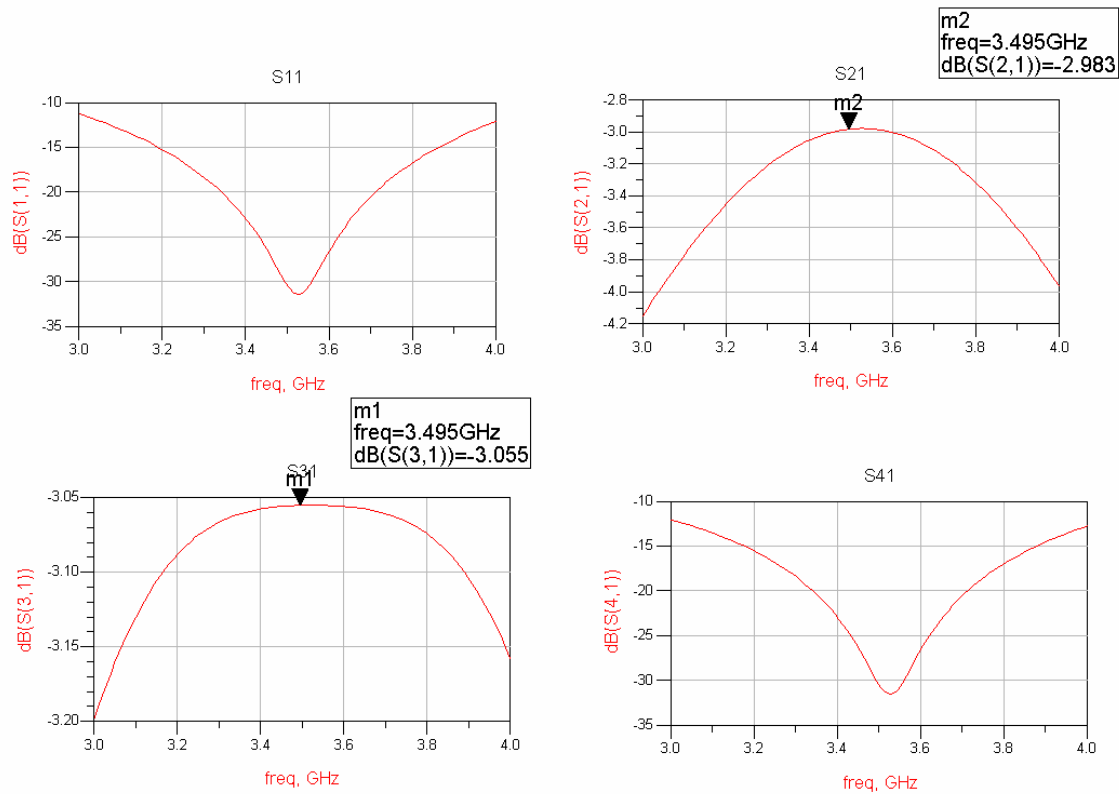 m2
freq=3.495GHz
dB(S(2,1))=-2.983
S11
-10
-15
-20
-25
-30
-35
3.0 3.2 3.4 3.6 3.8 4.0
freq, GHz
dB(S(1,1))
S21
m2
-2.8
-3.0
-3.2
-3.4
-3.6
-3.8
-4.0
-4.2
3.0 3.2 3.4 3.6 3.8 4.0
freq, GHz
dB(S(2,1))
m1
freq=3.495GHz
dB(S(3,1))=-3.055
S31
m1
-3.05
-3.10
-3.15
-3.20
3.0 3.2 3.4 3.6 3.8 4.0
freq, GHz
dB(S(3,1))
S41
-10
-15
-20
-25
-30
-35
3.0 3.2 3.4 3.6 3.8 4.0
freq, GHz
dB(S(4,1))